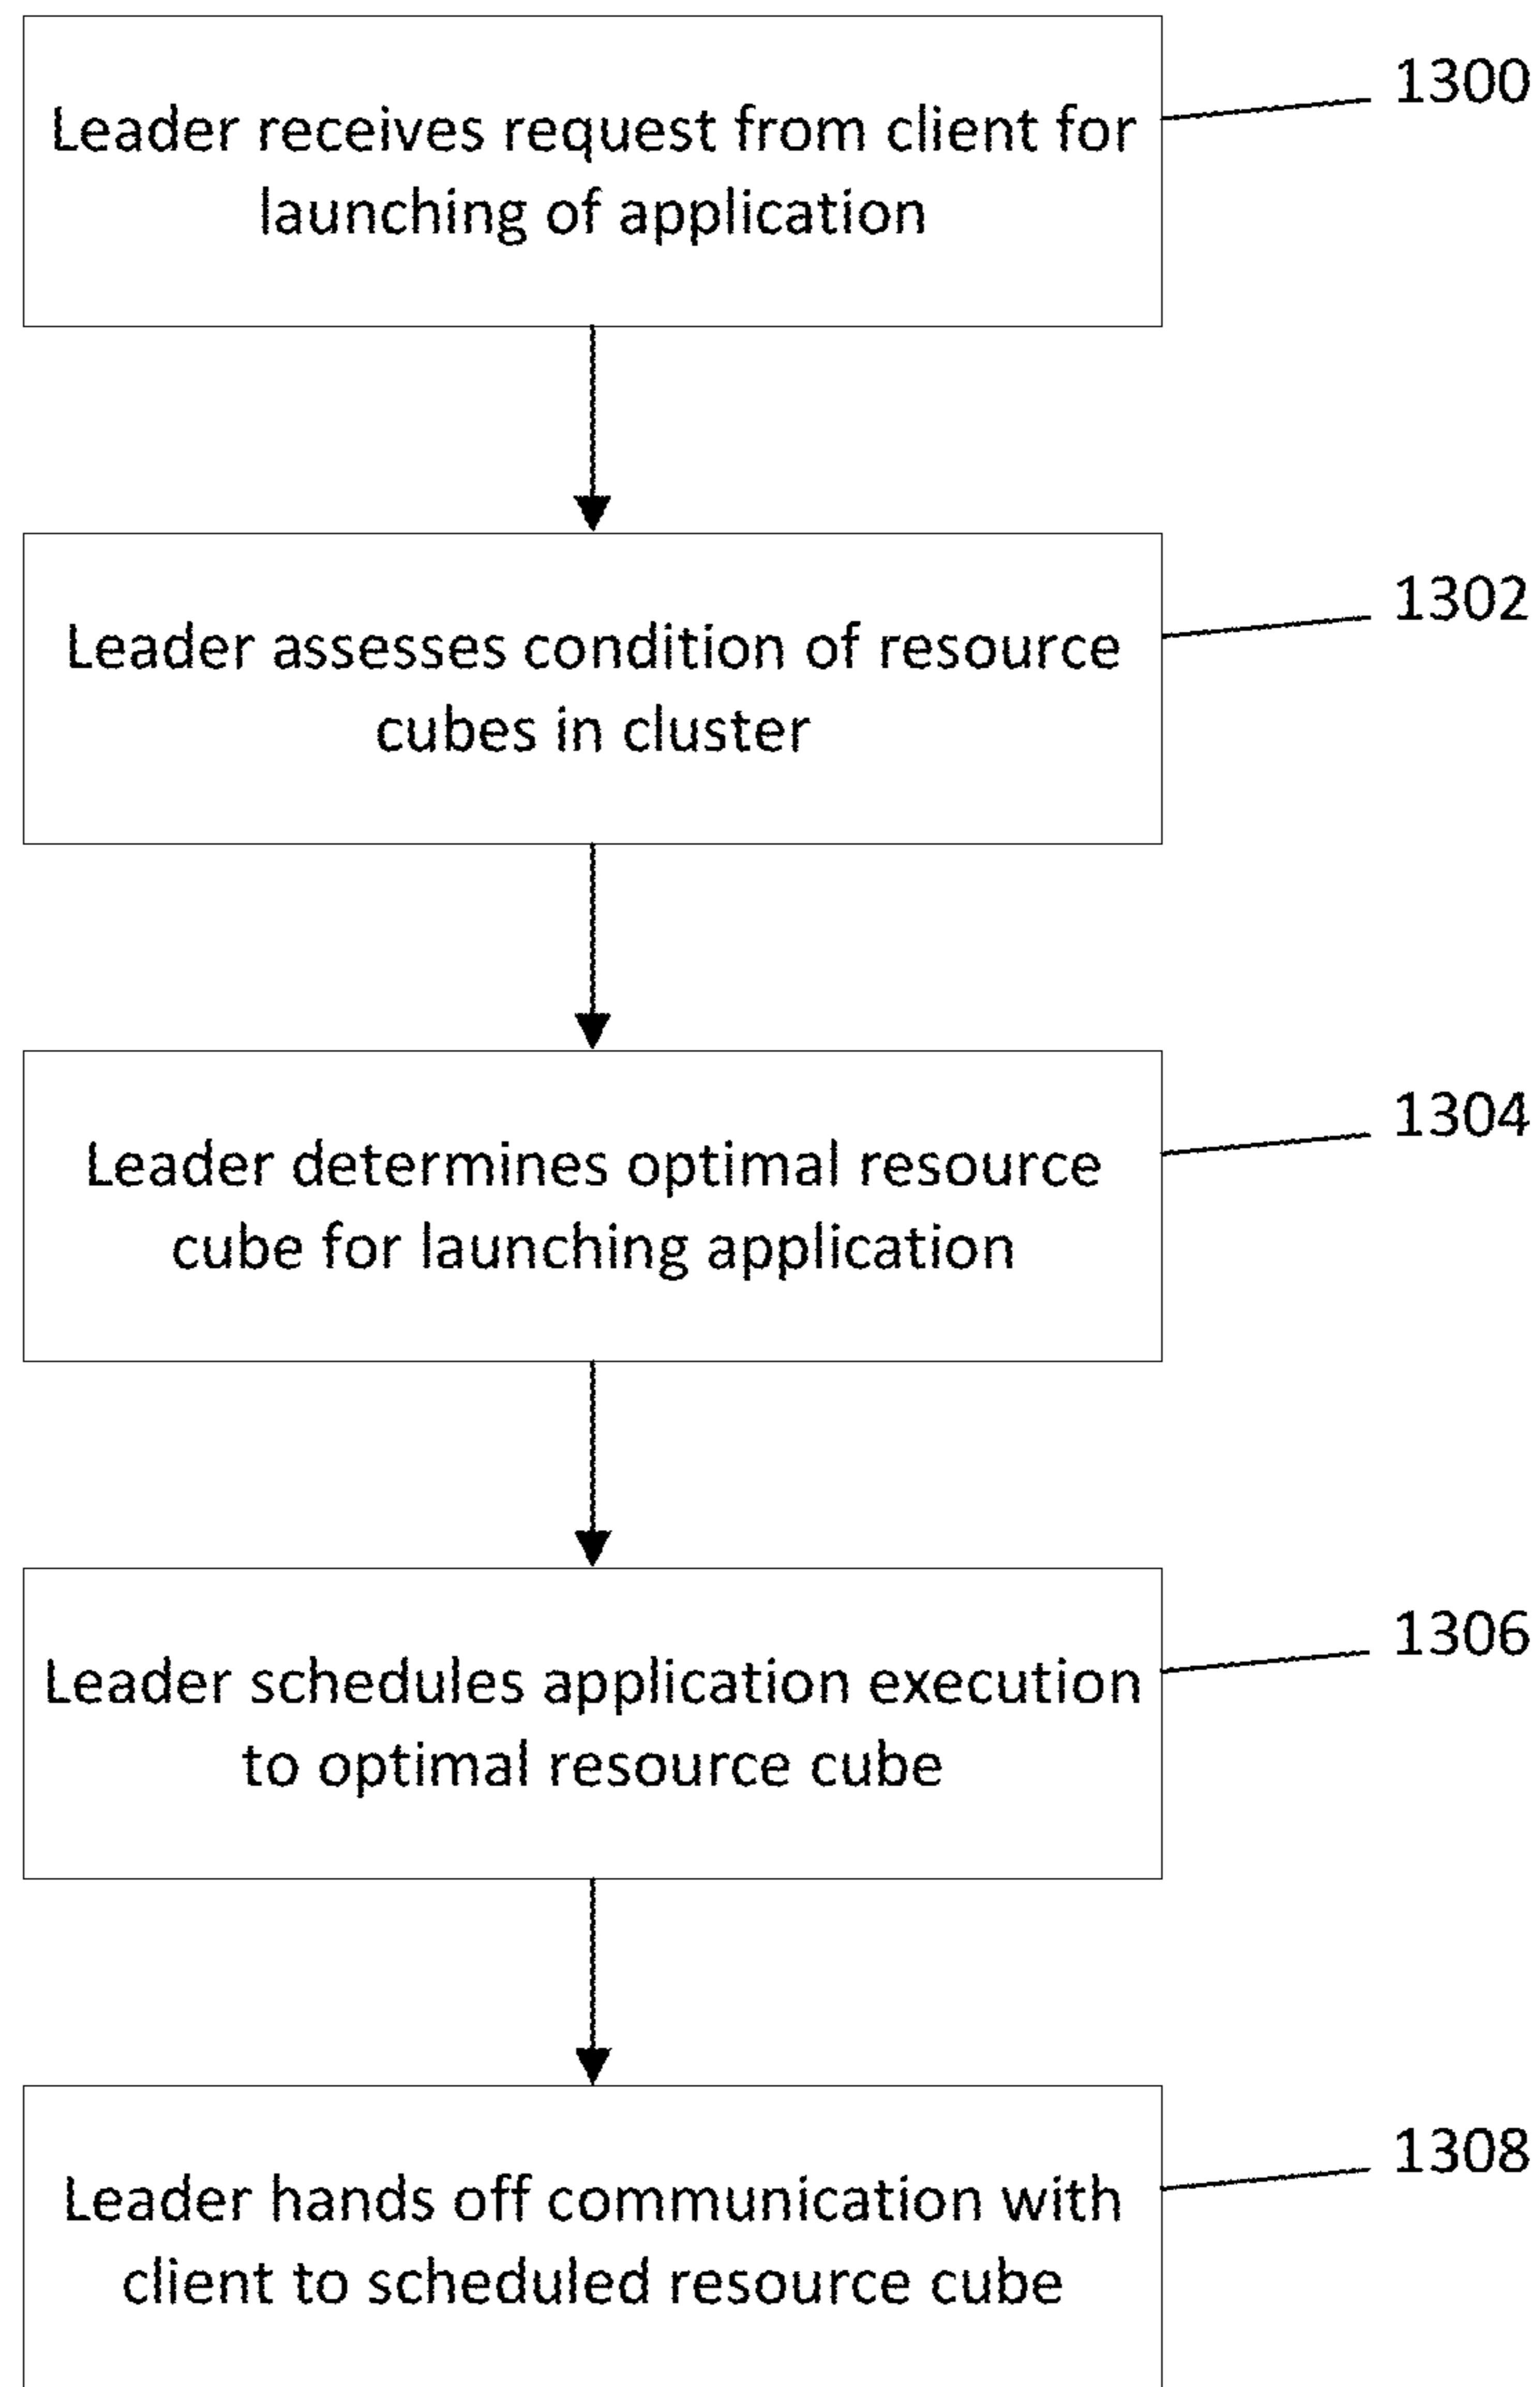 Leader receives request from client for
launching of application
1300
Leader assesses condition of resource
cubes in cluster
1302
Leader determines optimal resource
cube for launching application
1304
Leader schedules application execution
to optimal resource cube
1306
Leader hands off communication with
client to scheduled resource cube
1308